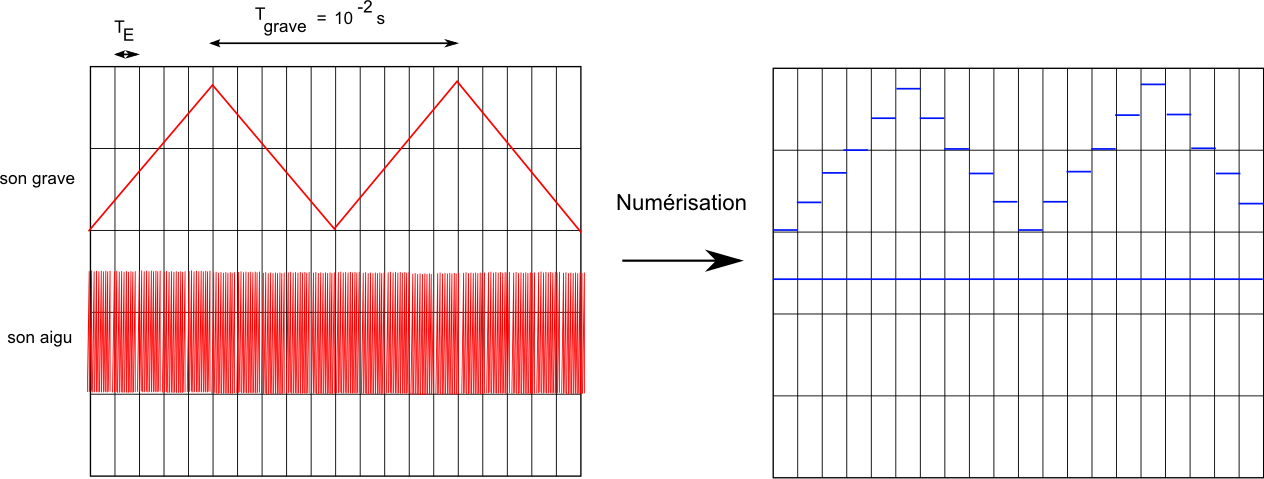 T_E
T_grave = 10^-2 s
son grave
Numérisation
son aigu